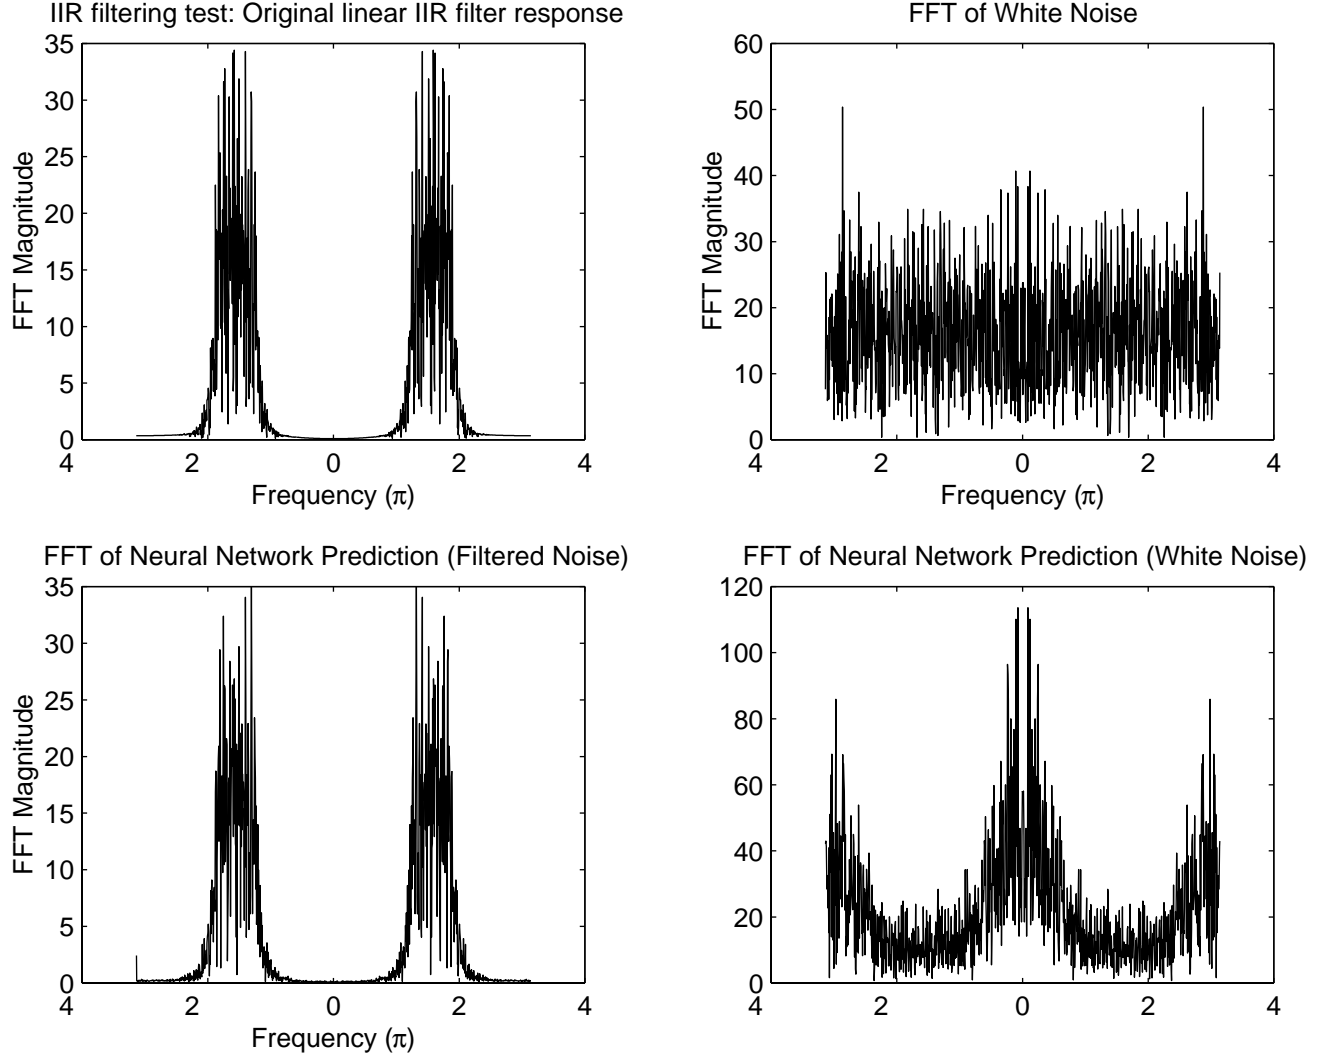 IIR filtering test: Original linear IIR filter response
35
30
25
20
15
10
5
0
FFT Magnitude
4 2 0 2 4
Frequency (π)
FFT of White Noise
60
50
40
30
20
10
0
FFT Magnitude
4 2 0 2 4
Frequency (π)
FFT of Neural Network Prediction (Filtered Noise)
35
30
25
20
15
10
5
0
FFT Magnitude
4 2 0 2 4
Frequency (π)
FFT of Neural Network Prediction (White Noise)
120
100
80
60
40
20
0
4 2 0 2 4